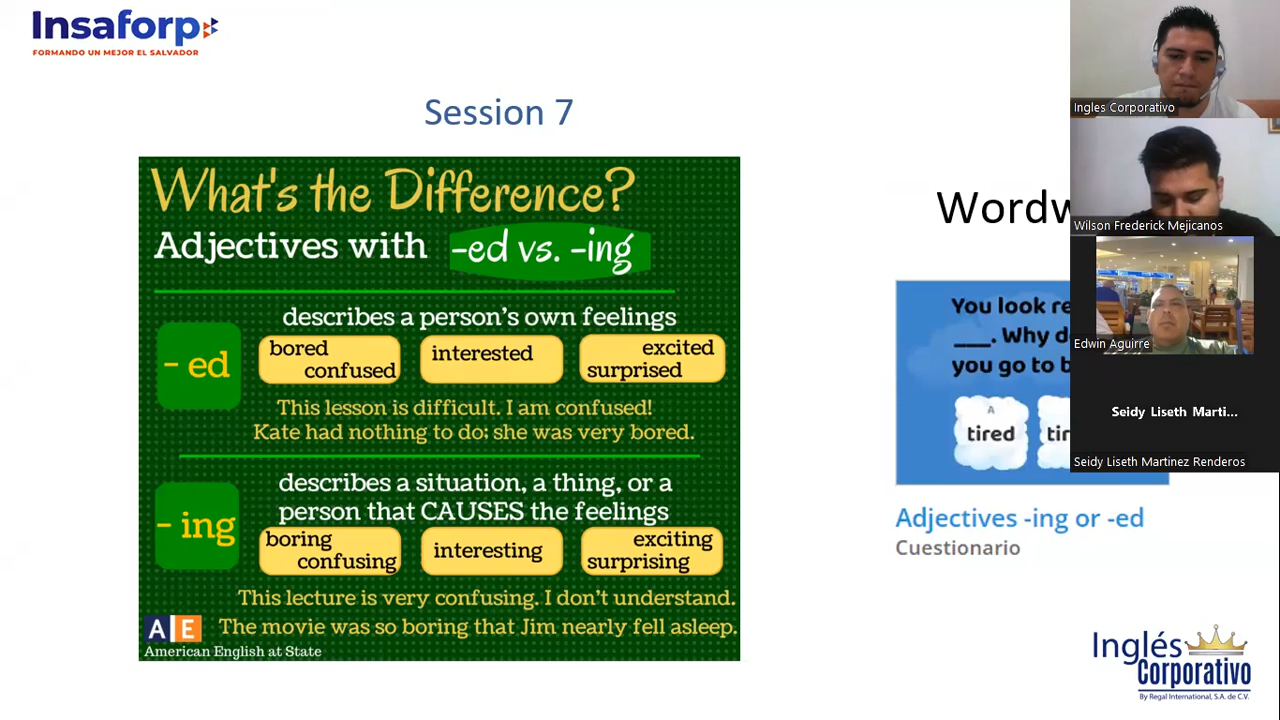 Insaforp
FORMANDO UN MEJOR EL SALVADOR
Session 7
What's the Difference?
Adjectives with -ed vs. -ing
describes a person's own feelings
- ed
bored
confused
interested
excited
surprised
This lesson is difficult. I am confused!
Kate had nothing to do; she was very bored.
describes a situation, a thing, or a
person that CAUSES the feelings
- ing
boring
confusing
interesting
exciting
surprising
This lecture is very confusing. I don't understand.
The movie was so boring that Jim nearly fell asleep.
A E
American English at State
You look
___. Why
you go to
A
tired
Adjectives -ing or -ed
Cuestionario
Inglés
Corporativo
By Regal International, S.A. de C.V.
Ingles Corporativo
Wilson Frederick Mejicanos
Edwin Aguirre
Seidy Liseth Marti...
Seidy Liseth Martinez Renderos